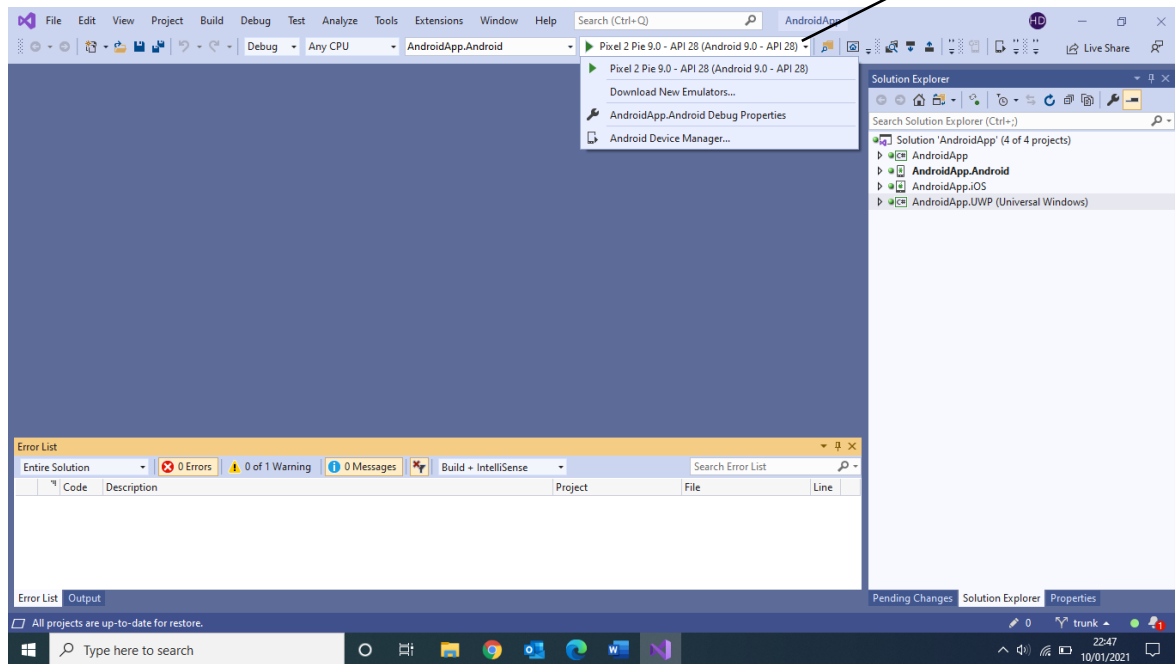 File Edit View Project Build Debug Test Analyze Tools Extensions Window Help Search (Ctrl+Q) AndroidApp HD
Debug Any CPU AndroidApp.Android Pixel 2 Pie 9.0 - API 28 (Android 9.0 - API 28) Live Share
Pixel 2 Pie 9.0 - API 28 (Android 9.0 - API 28)
Download New Emulators...
AndroidApp.Android Debug Properties
Android Device Manager...
Solution Explorer
Search Solution Explorer (Ctrl+;)
Solution 'AndroidApp' (4 of 4 projects)
C# AndroidApp
AndroidApp.Android
AndroidApp.iOS
C# AndroidApp.UWP (Universal Windows)
Error List
Entire Solution 0 Errors 0 of 1 Warning 0 Messages Build + IntelliSense Search Error List
Code Description Project File Line
Error List Output
Pending Changes Solution Explorer Properties
All projects are up-to-date for restore. 0 trunk 1
Type here to search
22:47
10/01/2021